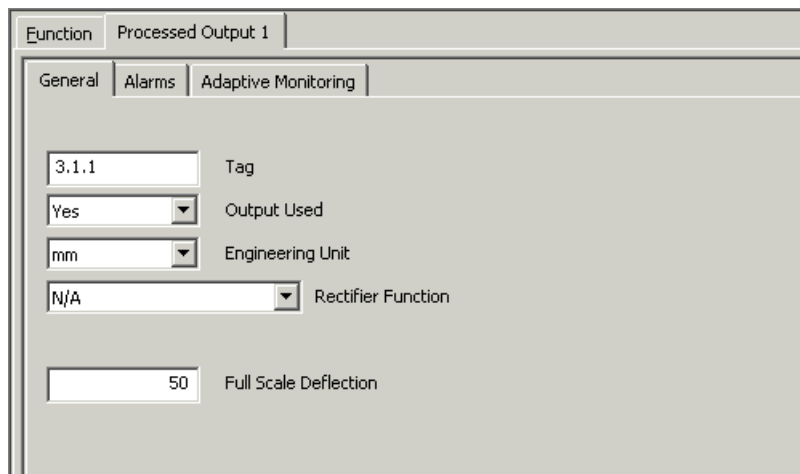 Function Processed Output 1
General Alarms Adaptive Monitoring
3.1.1 Tag
Yes Output Used
mm Engineering Unit
N/A Rectifier Function
50 Full Scale Deflection